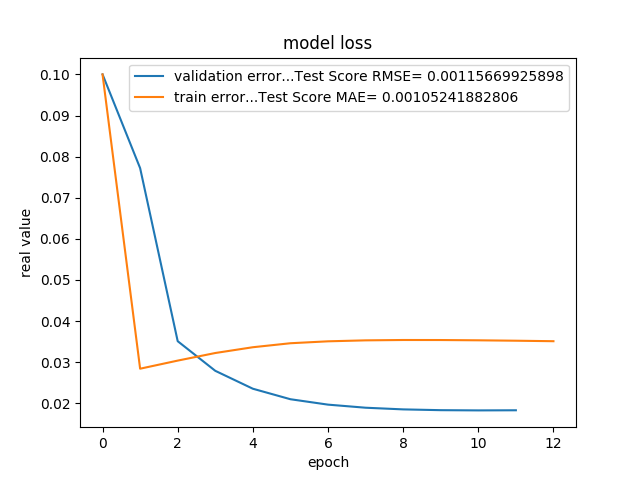 model loss
validation error...Test Score RMSE= 0.00115669925898
train error...Test Score MAE= 0.00105241882806
0.10
0.09
0.08
0.07
0.06
0.05
0.04
0.03
0.02
real value
0 2 4 6 8 10 12
epoch